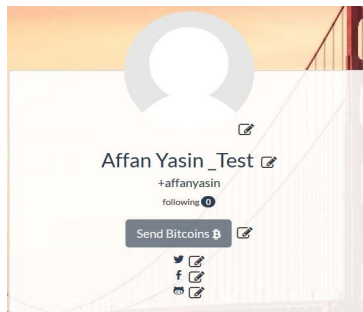 Affan Yasin _Test
+affanyasin
following 0
Send Bitcoins ₿